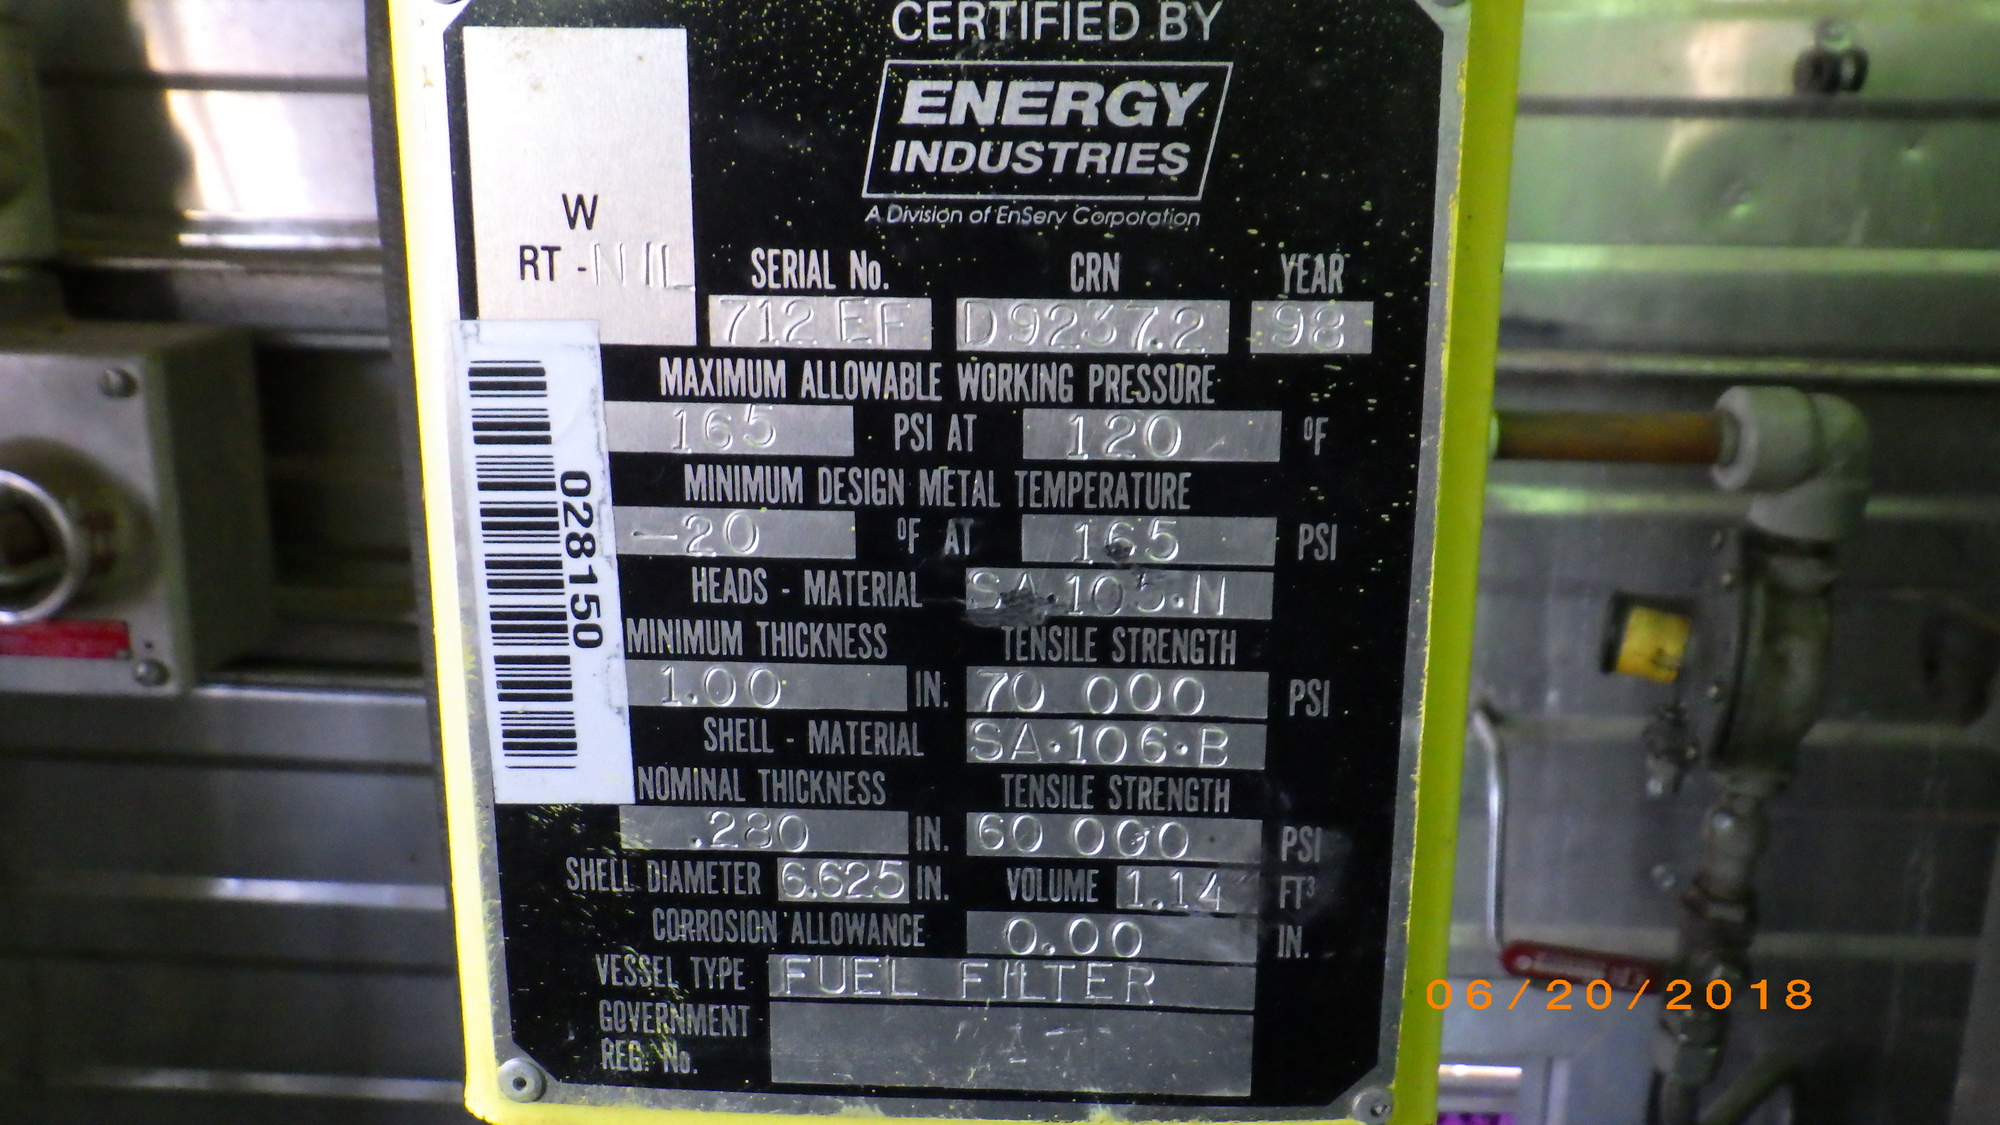 CERTIFIED BY
ENERGY
INDUSTRIES
A Division of EnServ Corporation
W
RT - NIL
SERIAL No. CRN YEAR
712 EF D9237.2 98
MAXIMUM ALLOWABLE WORKING PRESSURE
165 PSI AT 120 ºF
MINIMUM DESIGN METAL TEMPERATURE
-20 ºF AT 165 PSI
HEADS - MATERIAL SA·105·N
MINIMUM THICKNESS TENSILE STRENGTH
1.00 IN. 70 000 PSI
SHELL - MATERIAL SA·106·B
NOMINAL THICKNESS TENSILE STRENGTH
.280 IN. 60 000 PSI
SHELL DIAMETER 6.625 IN. VOLUME 1.14 FT³
CORROSION ALLOWANCE 0.00 IN.
VESSEL TYPE FUEL FILTER
GOVERNMENT
REG. No.
028150
06/20/2018